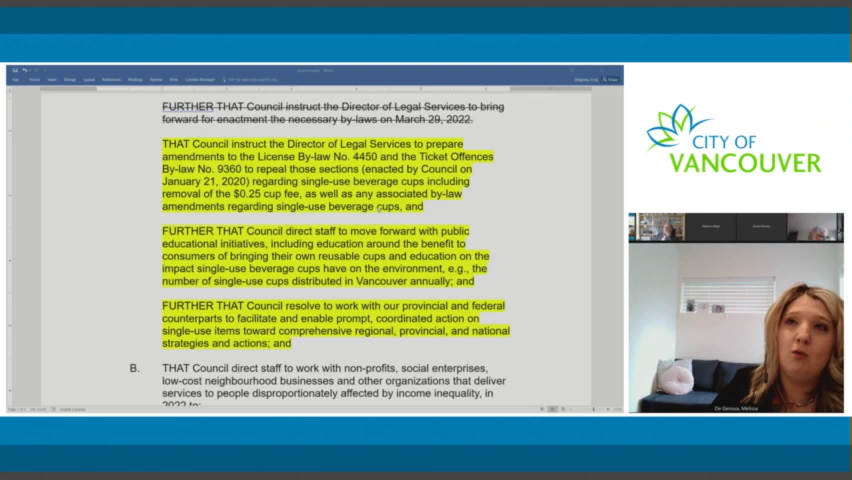 FURTHER THAT Council instruct the Director of Legal Services to bring
forward for enactment the necessary by-laws on March 29, 2022.
THAT Council instruct the Director of Legal Services to prepare
amendments to the License By-law No. 4450 and the Ticket Offences
By-law No. 9360 to repeal those sections (enacted by Council on
January 21, 2020) regarding single-use beverage cups including
removal of the $0.25 cup fee, as well as any associated by-law
amendments regarding single-use beverage cups, and
FURTHER THAT Council direct staff to move forward with public
educational initiatives, including education around the benefit to
consumers of bringing their own reusable cups and education on the
impact single-use beverage cups have on the environment, e.g., the
number of single-use cups distributed in Vancouver annually; and
FURTHER THAT Council resolve to work with our provincial and federal
counterparts to facilitate and enable prompt, coordinated action on
single-use items toward comprehensive regional, provincial, and national
strategies and actions; and
B. THAT Council direct staff to work with non-profits, social enterprises,
low-cost neighbourhood businesses and other organizations that deliver
services to people disproportionately affected by income inequality, in
2022 to:
CITY OF
VANCOUVER
De Genova, Melissy